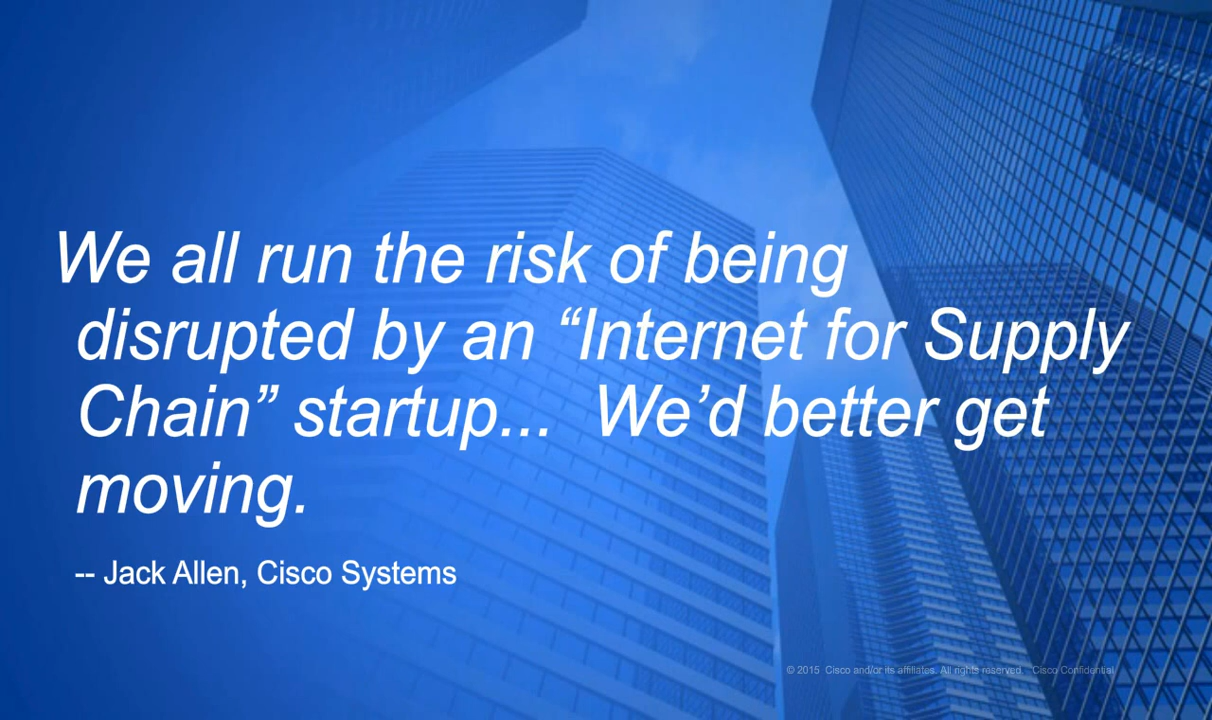 We all run the risk of being
disrupted by an “Internet for Supply
Chain” startup... We’d better get
moving.
-- Jack Allen, Cisco Systems
© 2015 Cisco and/or its affiliates. All rights reserved. Cisco Confidential